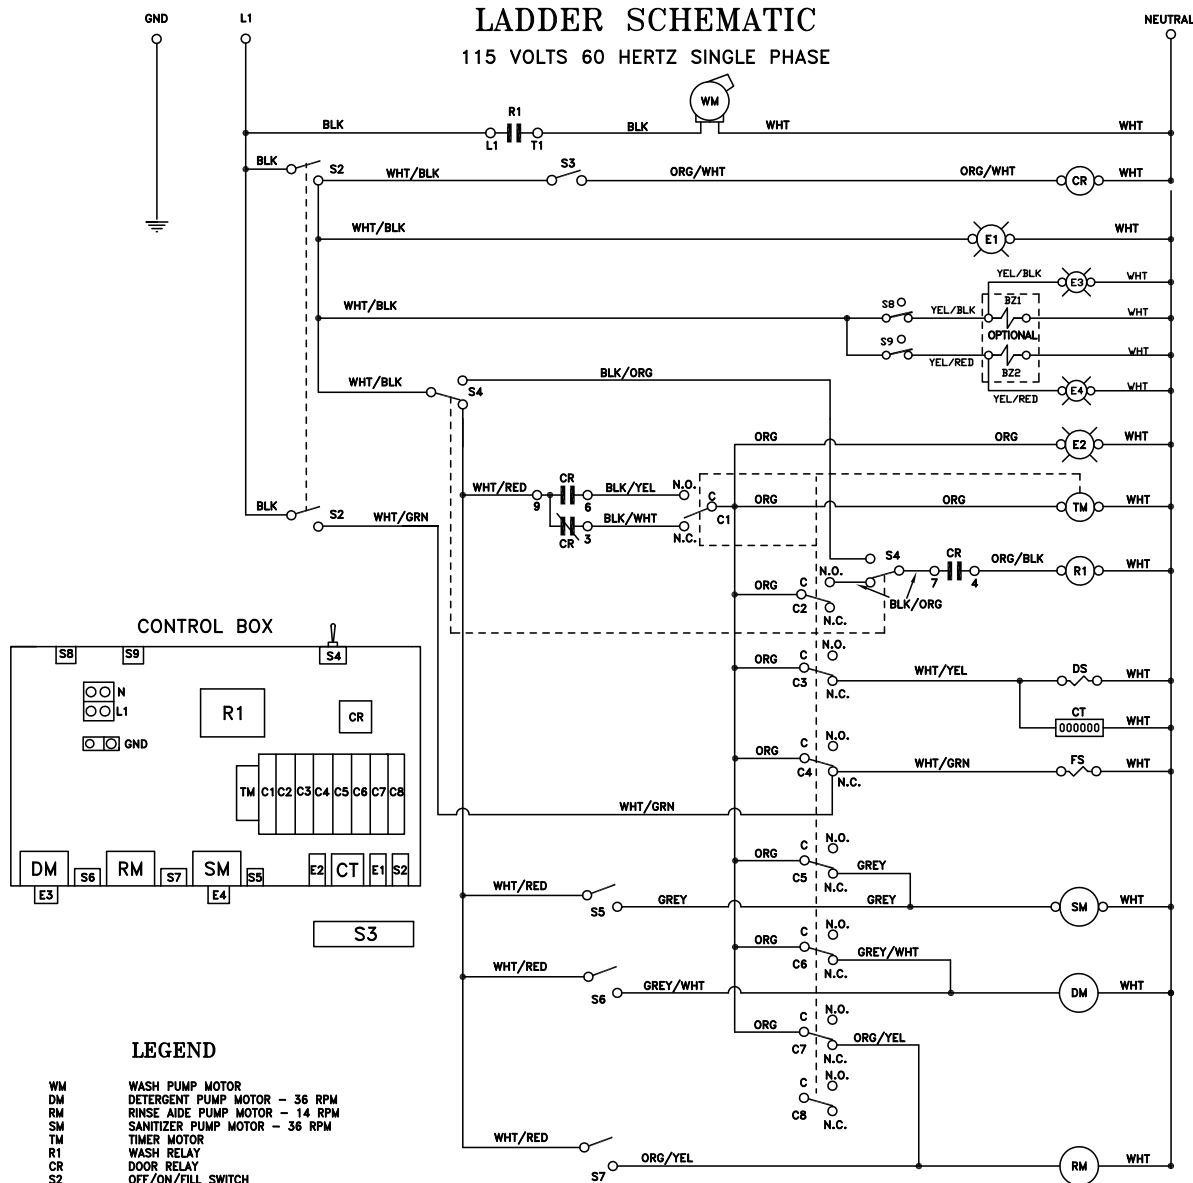 LADDER SCHEMATIC
GND L1 NEUTRAL
115 VOLTS 60 HERTZ SINGLE PHASE
WM
R1
BLK BLK WHT WHT
L1 T1
BLK S2 WHT/BLK S3 ORG/WHT ORG/WHT CR WHT
WHT/BLK E1 WHT
YEL/BLK E3 WHT
WHT/BLK S8 YEL/BLK BZ1 WHT
OPTIONAL
S9 YEL/RED BZ2 WHT
WHT/BLK S4 BLK/ORG YEL/RED E4 WHT
ORG ORG E2 WHT
WHT/RED CR BLK/YEL N.O. C ORG ORG TM WHT
9 6
BLK S2 WHT/GRN BLK/WHT C1
CR 3 N.C.
S4 CR ORG/BLK R1 WHT
N.O. 7 4
ORG C BLK/ORG
C2 N.C.
CONTROL BOX
S8 S9 S4
N.O.
ORG C WHT/YEL DS WHT
C3 N.C.
N
L1 R1 CR
CT
000000 WHT
GND
N.O.
ORG C WHT/GRN FS WHT
C4 N.C.
TM C1 C2 C3 C4 C5 C6 C7 C8
WHT/GRN
N.O.
ORG C GREY
C5 N.C.
DM S6 RM S7 SM S5 E2 CT E1 S2
E3 E4
WHT/RED S5 GREY GREY SM WHT
S3
N.O.
ORG C GREY/WHT
C6 N.C.
WHT/RED S6 GREY/WHT DM WHT
N.O.
ORG C ORG/YEL
C7 N.C.
N.O.
C
C8 N.C.
WHT/RED S7 ORG/YEL RM WHT
LEGEND
WM WASH PUMP MOTOR
DM DETERGENT PUMP MOTOR – 36 RPM
RM RINSE AIDE PUMP MOTOR – 14 RPM
SM SANITIZER PUMP MOTOR – 36 RPM
TM TIMER MOTOR
R1 WASH RELAY
CR DOOR RELAY
S2 OFF/ON/FILL SWITCH